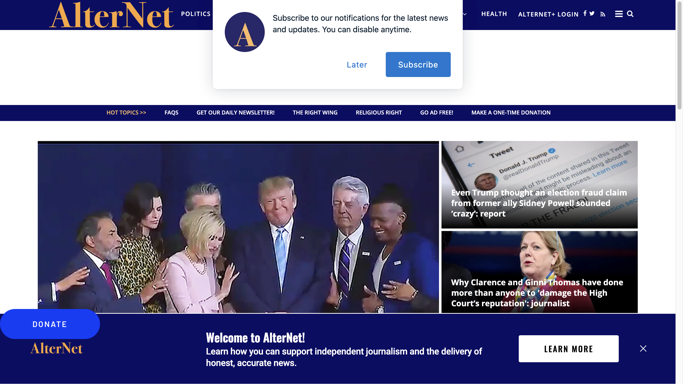 AlterNet
POLITICS
HEALTH
ALTERNET+ LOGIN
A
Subscribe to our notifications for the latest news
and updates. You can disable anytime.
Later
Subscribe
HOT TOPICS >>
FAQS
GET OUR DAILY NEWSLETTER!
THE RIGHT WING
RELIGIOUS RIGHT
GO AD FREE!
MAKE A ONE-TIME DONATION
Tweet
Donald J. Trump
@realDonaldTrump
Even Trump thought an election fraud claim
from former ally Sidney Powell sounded
‘crazy’: report
Why Clarence and Ginni Thomas have done
more than anyone to 'damage the High
Court’s reputation': journalist
DONATE
AlterNet
Welcome to AlterNet!
Learn how you can support independent journalism and the delivery of
honest, accurate news.
LEARN MORE